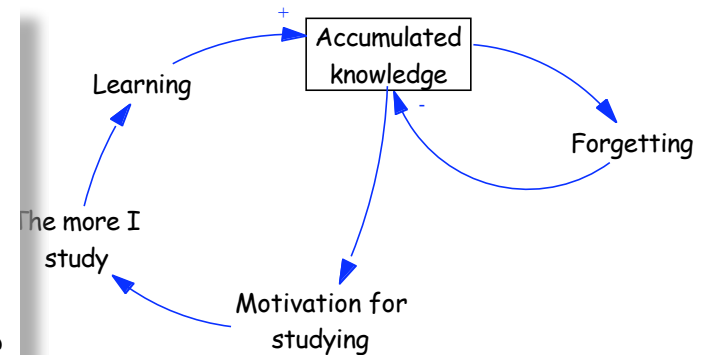 +
Accumulated
knowledge
Learning
-
Forgetting
The more I
study
Motivation for
studying